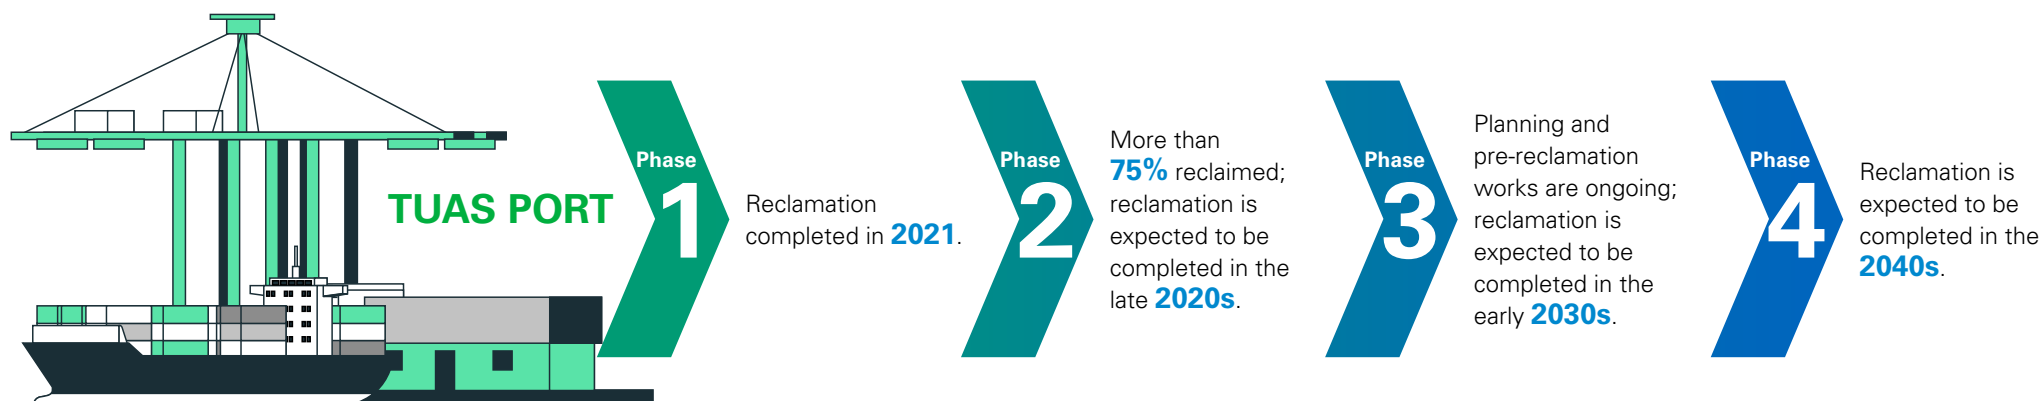 TUAS PORT
Phase
1
Reclamation
completed in 2021.
Phase
2
More than
75% reclaimed;
reclamation is
expected to be
completed in the
late 2020s.
Phase
3
Planning and
pre-reclamation
works are ongoing;
reclamation is
expected to be
completed in the
early 2030s.
Phase
4
Reclamation is
expected to be
completed in the
2040s.